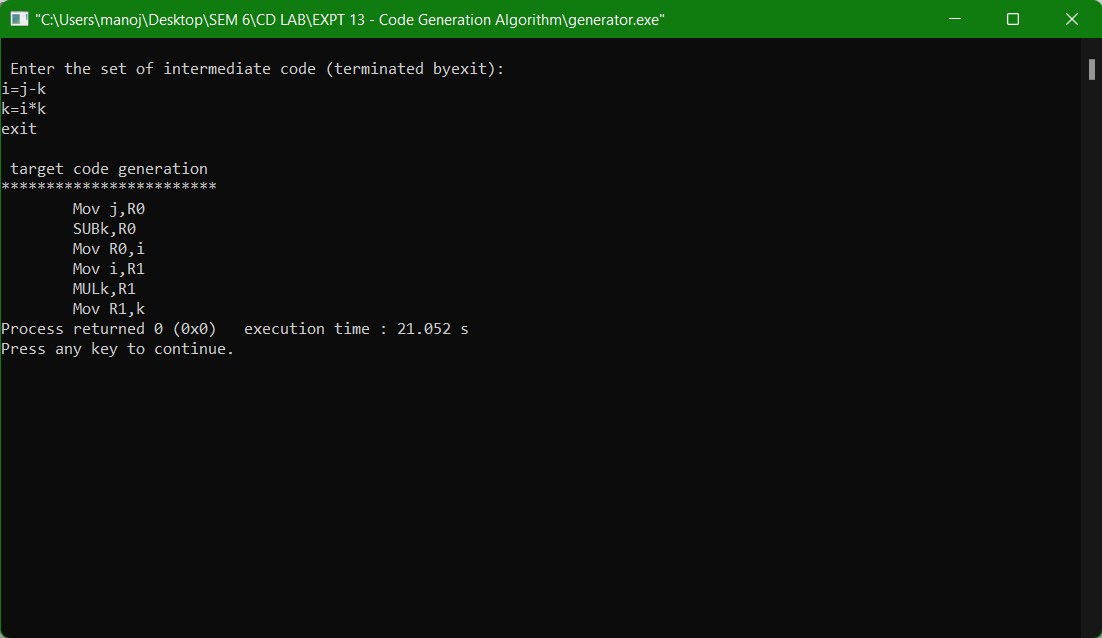 "C:\Users\manoj\Desktop\SEM 6\CD LAB\EXPT 13 - Code Generation Algorithm\generator.exe"
Enter the set of intermediate code (terminated byexit):
i=j-k
k=i*k
exit
target code generation
************************
Mov j,R0
SUBk,R0
Mov R0,i
Mov i,R1
MULk,R1
Mov R1,k
Process returned 0 (0x0)   execution time : 21.052 s
Press any key to continue.